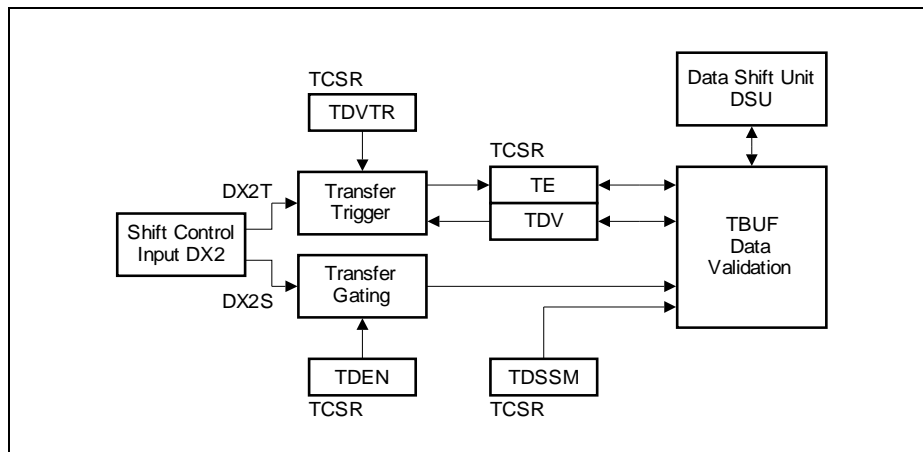 TCSR
TDVTR
Data Shift Unit
DSU
TCSR
DX2T
Transfer
Trigger
TE
TDV
Shift Control
Input DX2
TBUF
Data
Validation
DX2S
Transfer
Gating
TDEN
TCSR
TDSSM
TCSR